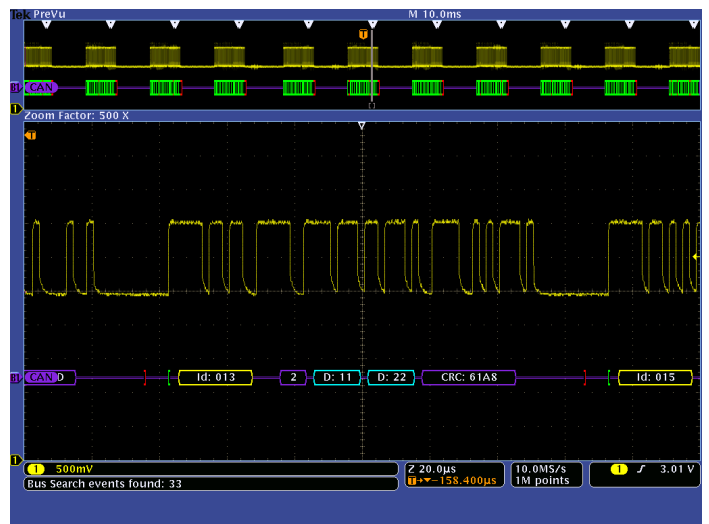 Tek PreVu M 10.0ms
T
CAN
1
Zoom Factor: 500 X
T
CAN D Id: 013 2 D: 11 D: 22 CRC: 61A8 Id: 015
1
1 500mV Z 20.0µs 10.0MS/s 1 3.01 V
T→▼−158.400µs 1M points
Bus Search events found: 33